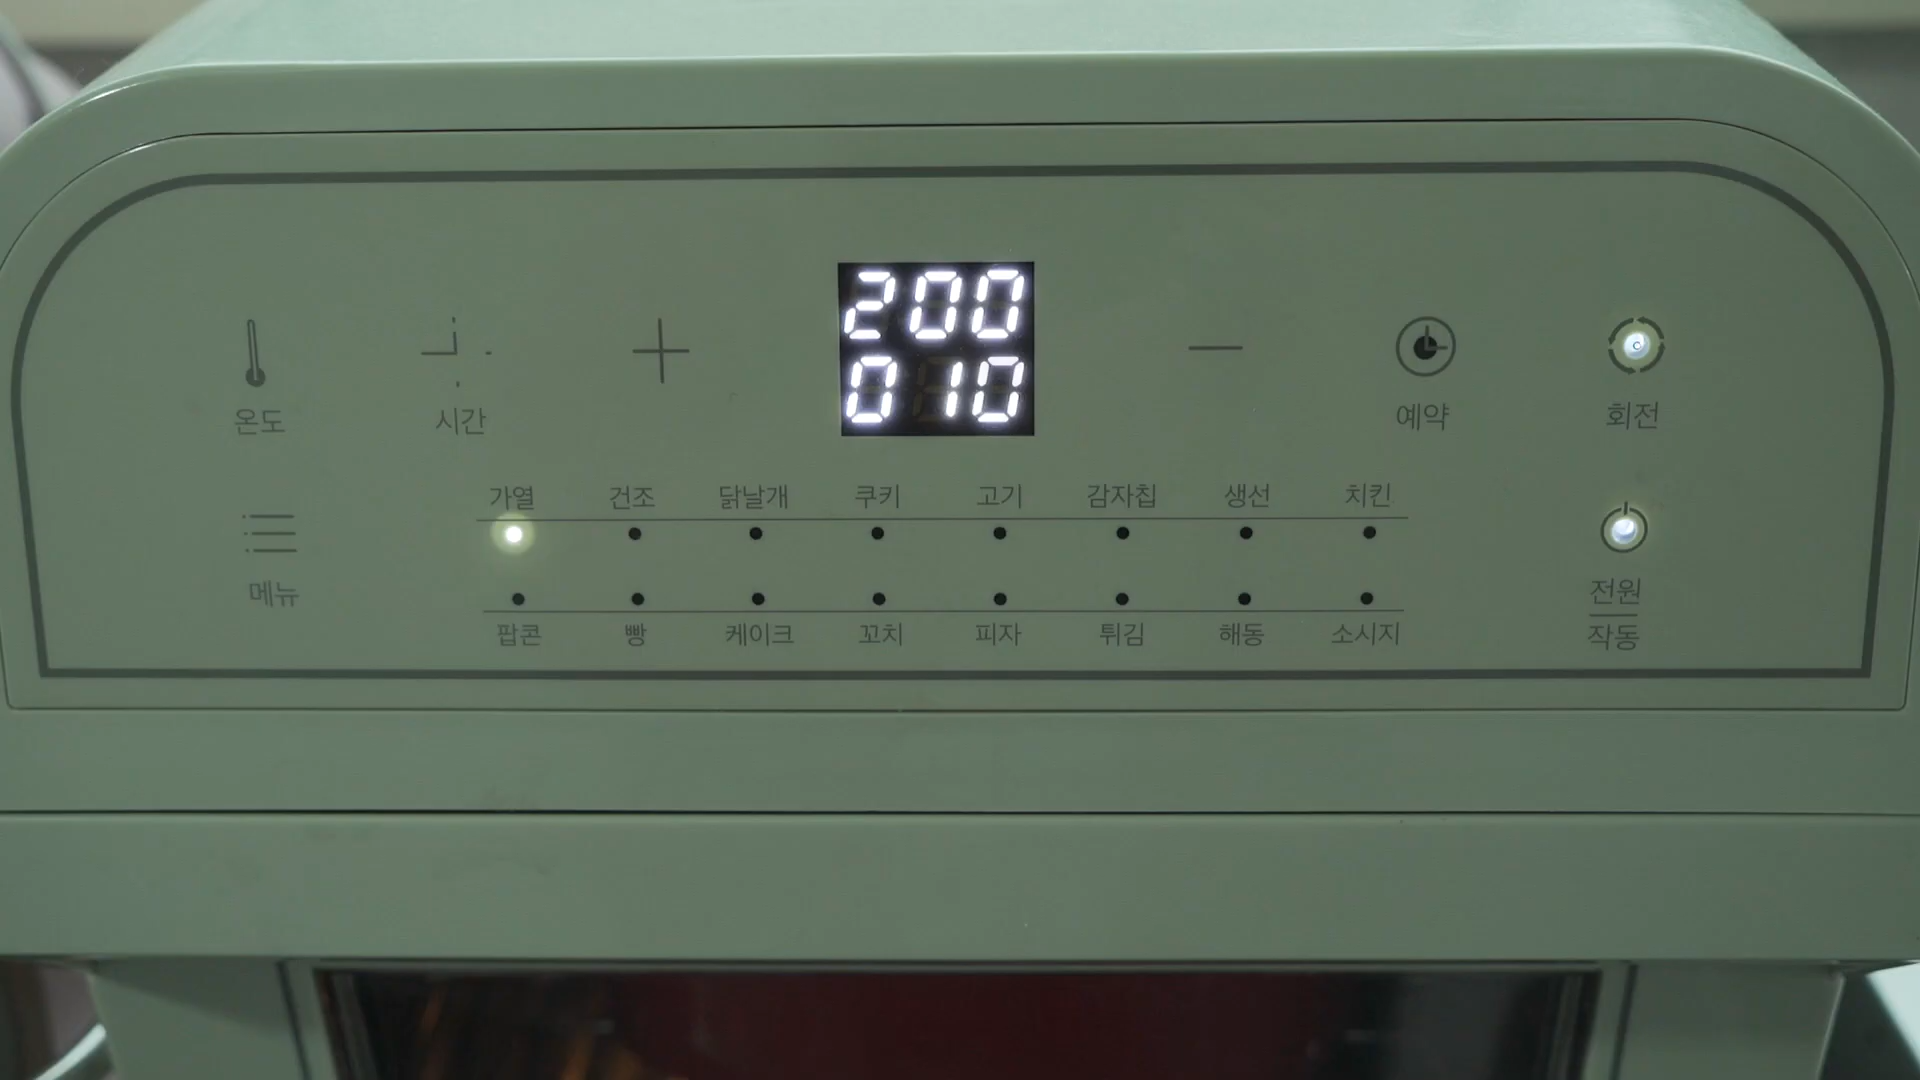 200
010
온도
시간
예약
회전
가열 건조 닭날개 쿠키 고기 감자칩 생선 치킨
메뉴
팝콘 빵 케이크 꼬치 피자 튀김 해동 소시지
전원
작동